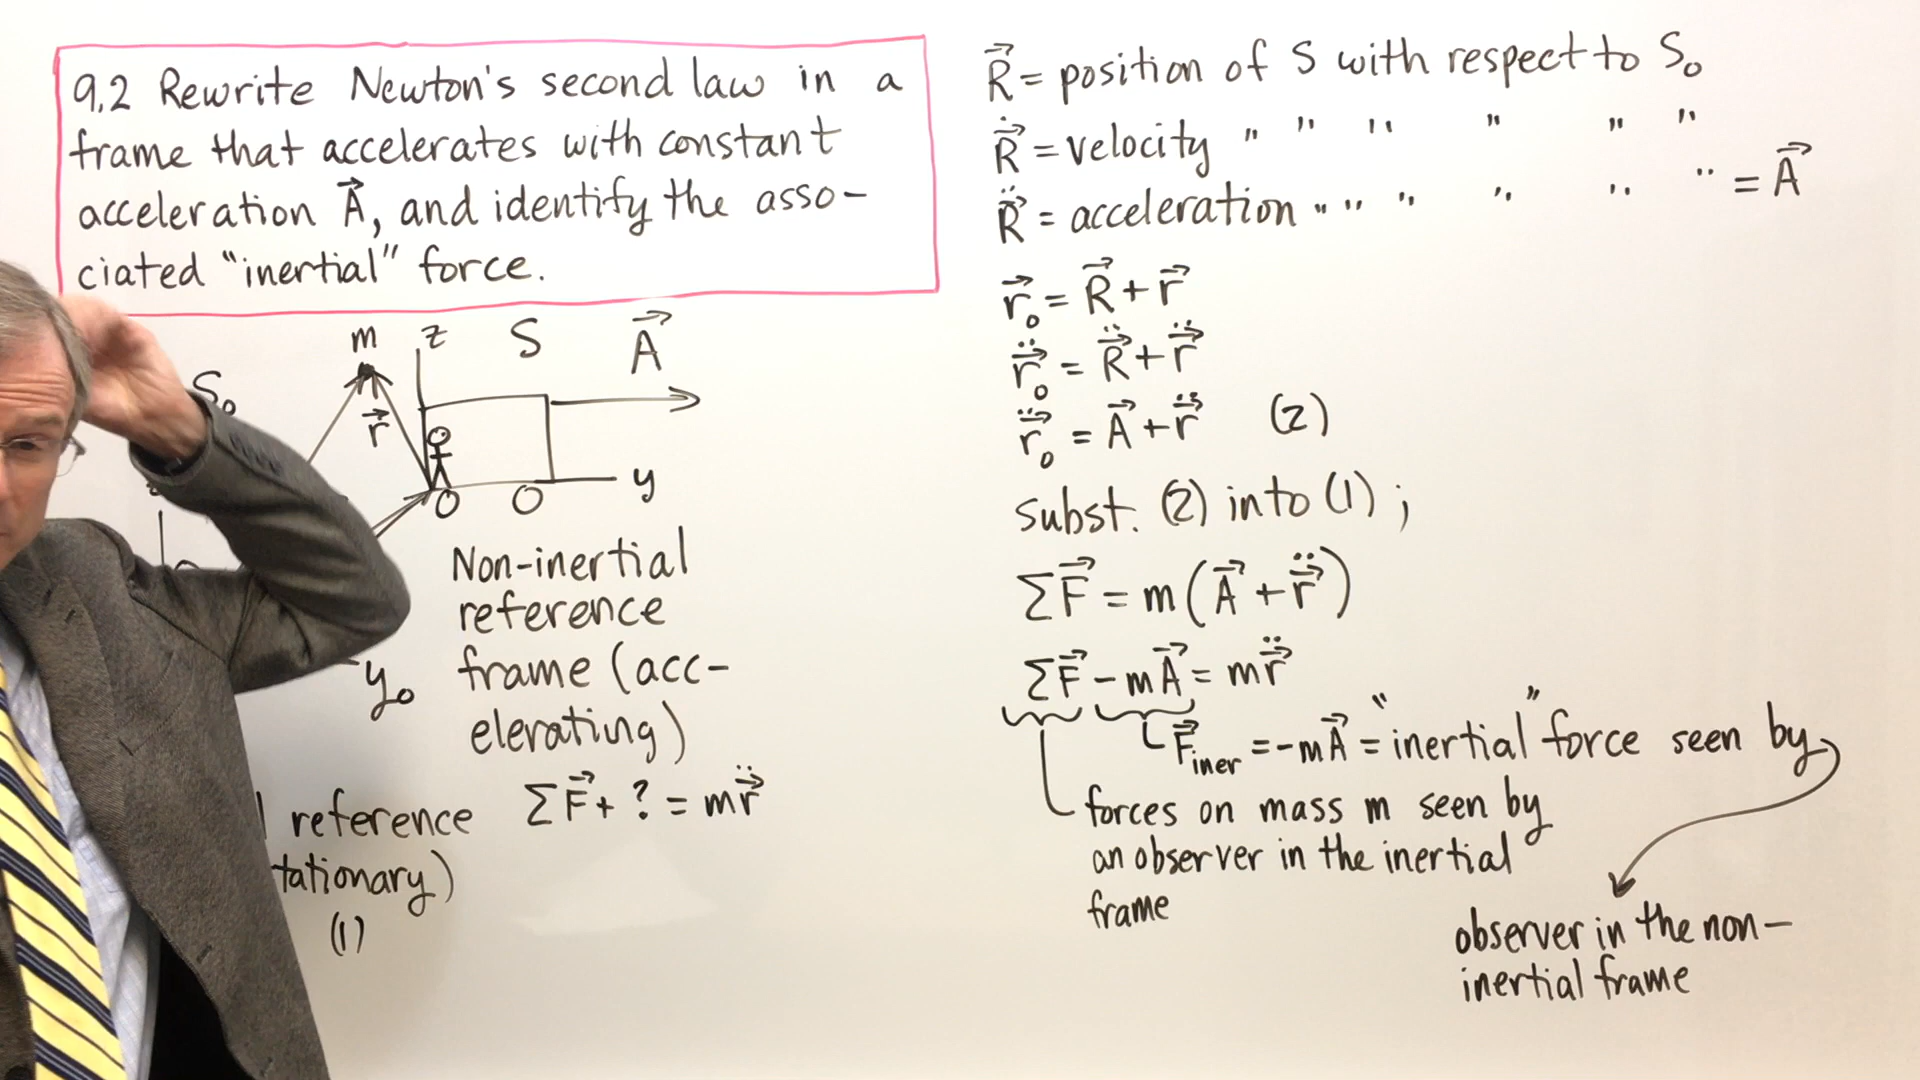 9.2 Rewrite Newton's second law in a
frame that accelerates with constant
acceleration A⃗, and identify the asso-
ciated "inertial" force.
m z S A⃗
S₀
r⃗
y
Non-inertial
reference
frame (acc-
elerating)
y₀
ΣF⃗ + ? = mr⃗̈
reference
tationary)
(1)
R⃗ = position of S with respect to S₀
R⃗̇ = velocity " " " " " "
R⃗̈ = acceleration " " " " " " = A⃗
r⃗₀ = R⃗ + r⃗
r⃗̈₀ = R⃗̈ + r⃗̈
r⃗̈₀ = A⃗ + r⃗̈ (2)
subst. (2) into (1);
ΣF⃗ = m(A⃗ + r⃗̈)
ΣF⃗ - mA⃗ = mr⃗̈
F⃗iner = -mA⃗ = "inertial" force seen by
forces on mass m seen by
an observer in the inertial
frame
observer in the non-
inertial frame